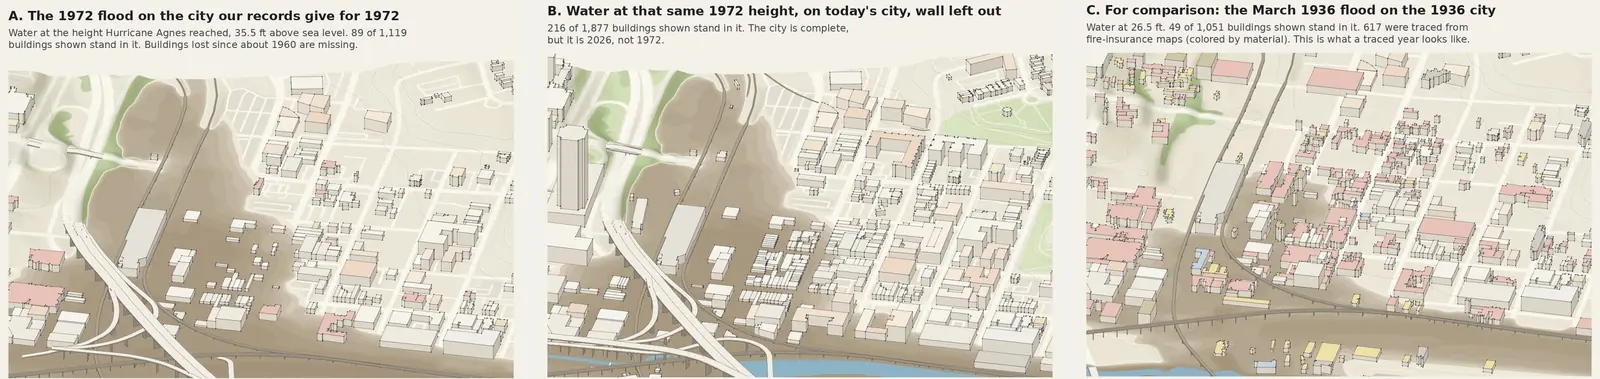 A. The 1972 flood on the city our records give for 1972
Water at the height Hurricane Agnes reached, 35.5 ft above sea level. 89 of 1,119
buildings shown stand in it. Buildings lost since about 1960 are missing.
B. Water at that same 1972 height, on today's city, wall left out
216 of 1,877 buildings shown stand in it. The city is complete,
but it is 2026, not 1972.
C. For comparison: the March 1936 flood on the 1936 city
Water at 26.5 ft. 49 of 1,051 buildings shown stand in it. 617 were traced from
fire-insurance maps (colored by material). This is what a traced year looks like.